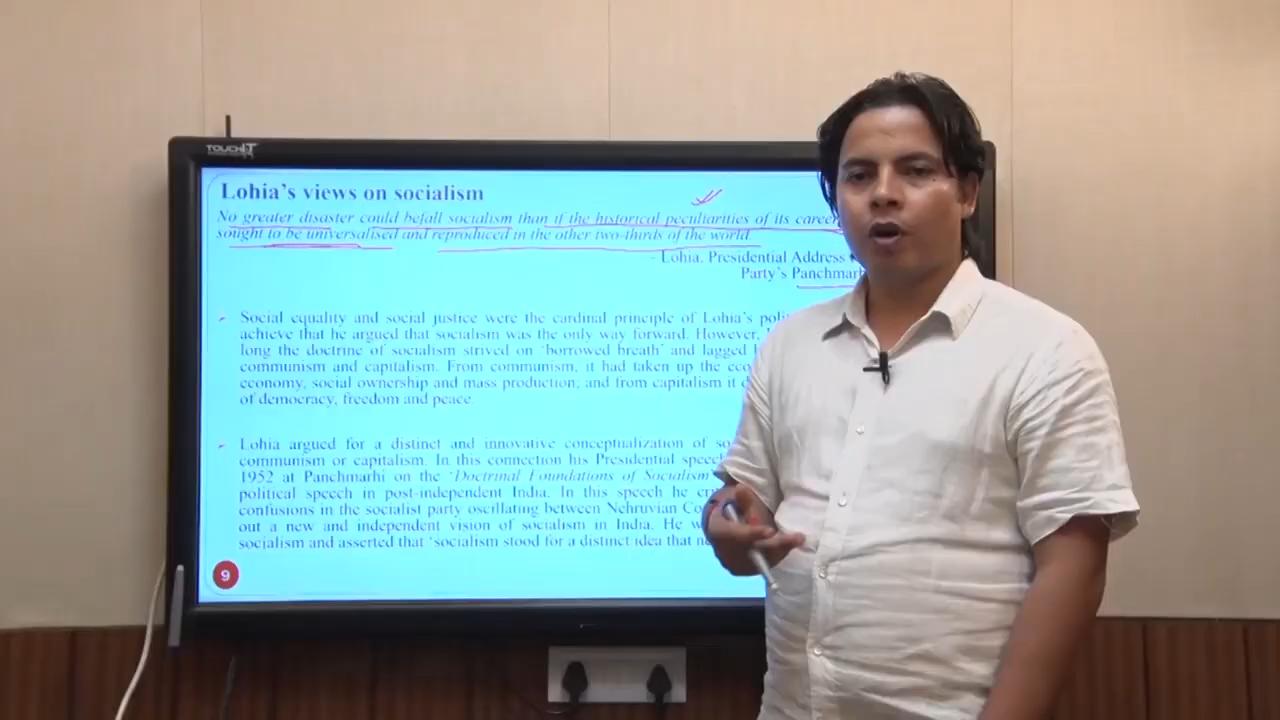 TOUCHIT
Lohia's views on socialism
No greater disaster could befall socialism than if the historical peculiarities of its career
sought to be universalised and reproduced in the other two-thirds of the world.
- Lohia, Presidential Address
Party's Panchmarh
Social equality and social justice were the cardinal principle of Lohia's
achieve that he argued that socialism was the only way forward. However,
long the doctrine of socialism strived on 'borrowed breath' and lagged
communism and capitalism. From communism, it had taken up the
economy, social ownership and mass production, and from capitalism it
of democracy, freedom and peace.
Lohia argued for a distinct and innovative conceptualization of
communism or capitalism. In this connection his Presidential speech
1952 at Panchmarhi on the 'Doctrinal Foundations of Socialism'
political speech in post-independent India. In this speech he
confusions in the socialist party oscillating between Nehruvian
out a new and independent vision of socialism in India. He
socialism and asserted that 'socialism stood for a distinct idea that
9